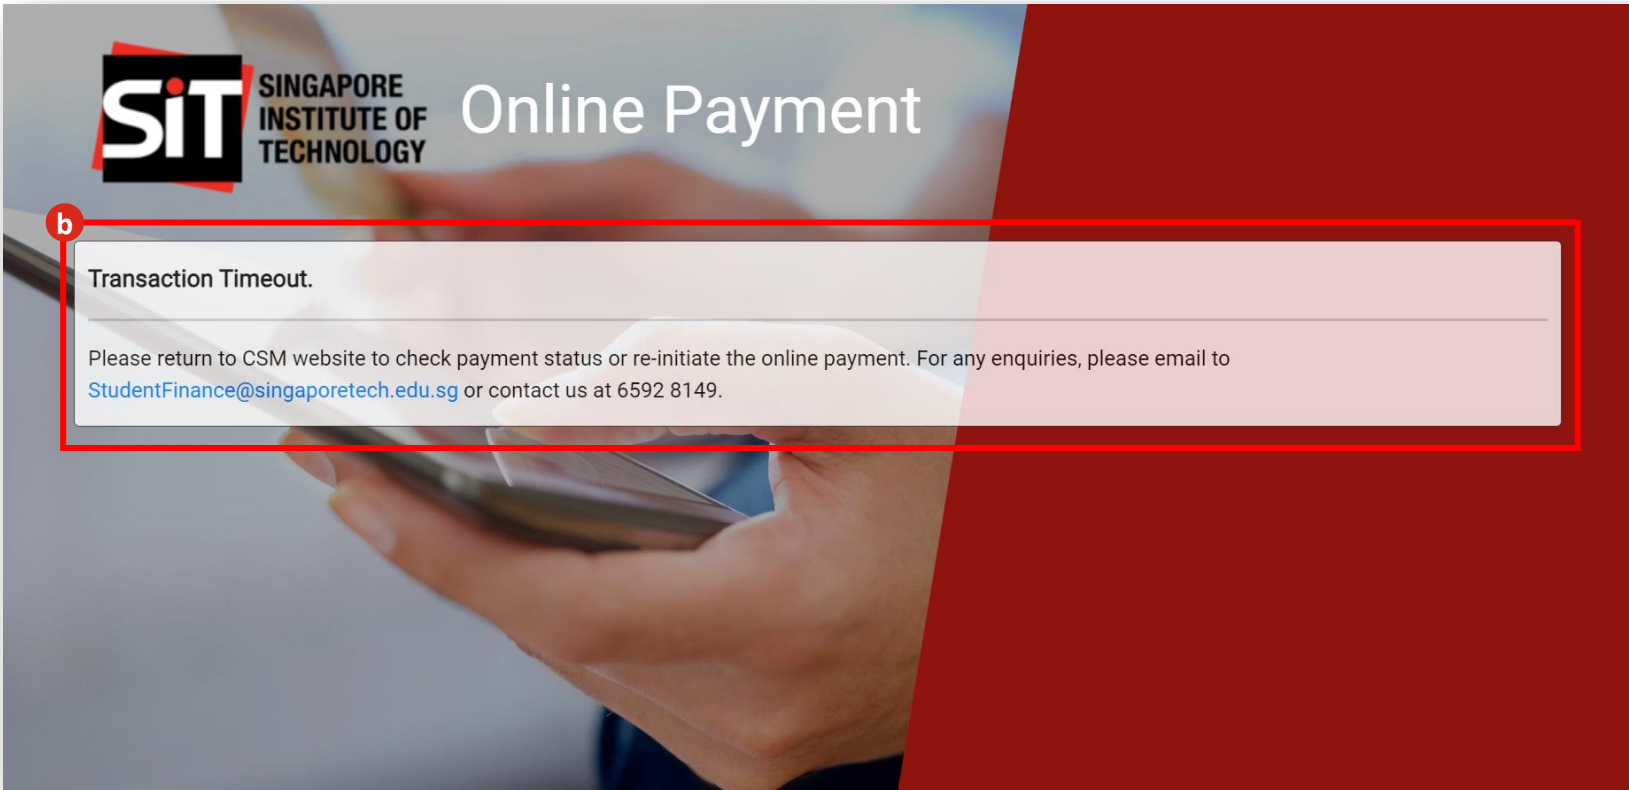 SiT
SINGAPORE
INSTITUTE OF
TECHNOLOGY
Online Payment
b
Transaction Timeout.
Please return to CSM website to check payment status or re-initiate the online payment. For any enquiries, please email to
StudentFinance@singaporetech.edu.sg or contact us at 6592 8149.